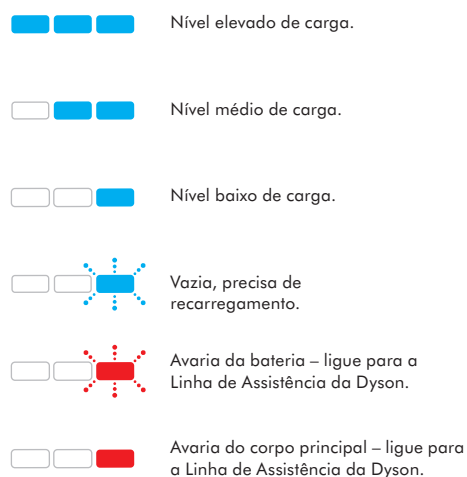 Nível elevado de carga.
Nível médio de carga.
Nível baixo de carga.
Vazia, precisa de
recarregamento.
Avaria da bateria – ligue para a
Linha de Assistência da Dyson.
Avaria do corpo principal – ligue para
a Linha de Assistência da Dyson.